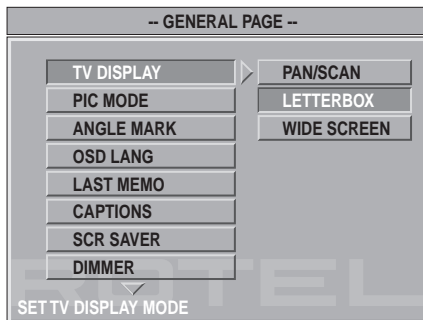 -- GENERAL PAGE --
TV DISPLAY
PIC MODE
ANGLE MARK
OSD LANG
LAST MEMO
CAPTIONS
SCR SAVER
DIMMER
PAN/SCAN
LETTERBOX
WIDE SCREEN
ROTEL
SET TV DISPLAY MODE